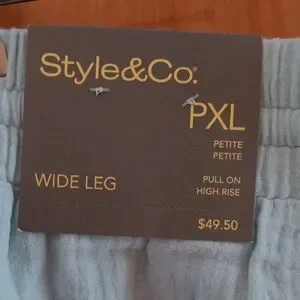 Style&Co.
PXL
PETITE
PETITE
WIDE LEG
PULL ON
HIGH RISE
$49.50